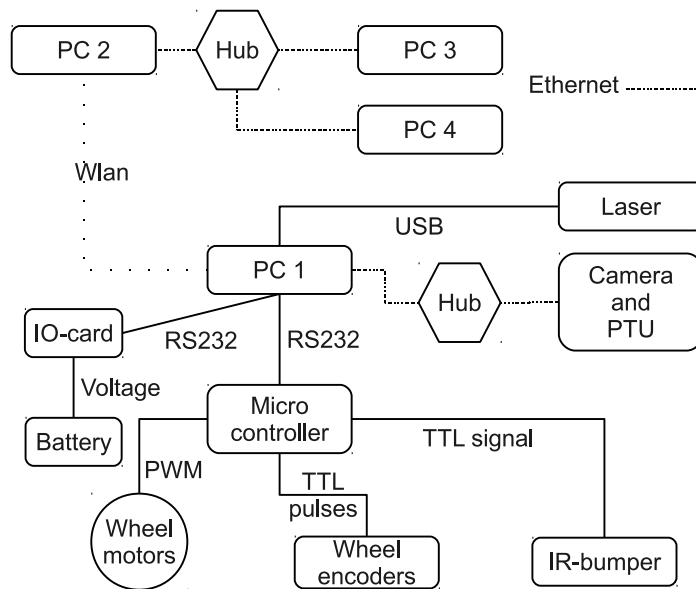 PC 2
Hub
PC 3
Ethernet
PC 4
Wlan
USB
Laser
PC 1
Hub
Camera
and
PTU
IO-card
RS232
RS232
Voltage
Battery
Micro
controller
TTL signal
PWM
TTL
pulses
Wheel
motors
Wheel
encoders
IR-bumper